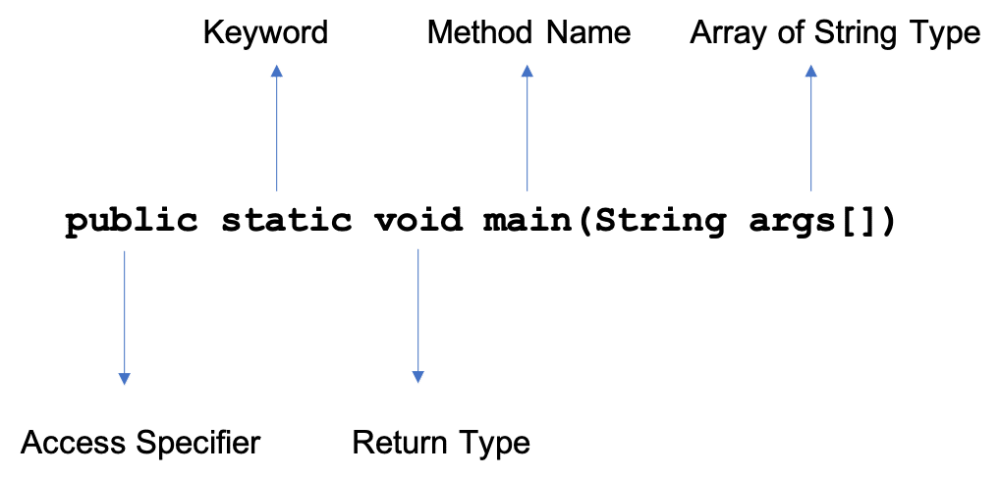 Keyword Method Name Array of String Type
public static void main(String args[])
Access Specifier Return Type